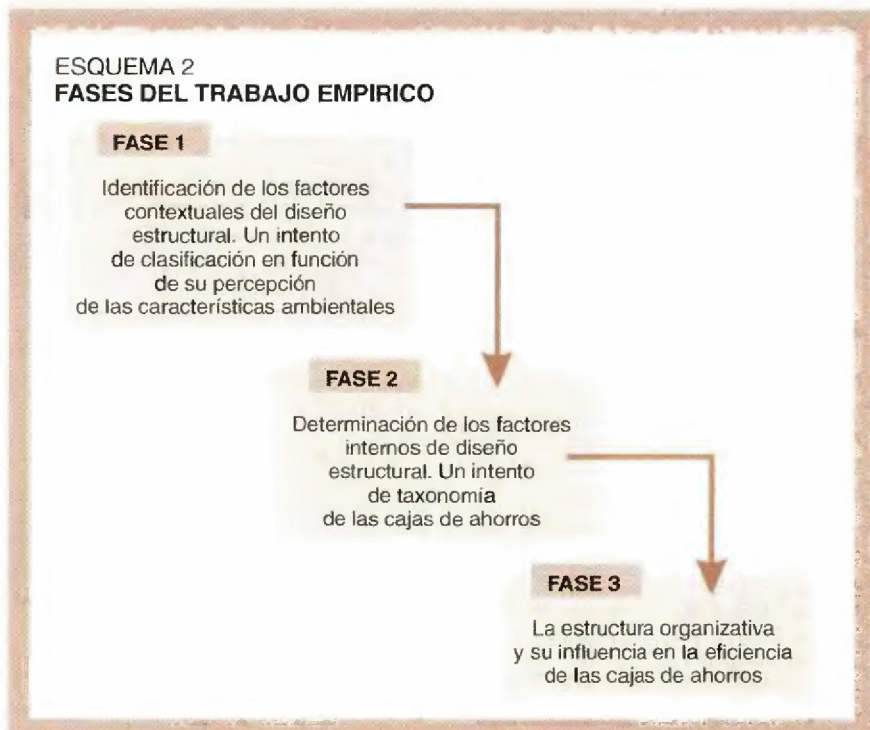 ESQUEMA 2
FASES DEL TRABAJO EMPIRICO
FASE 1
Identificación de los factores
contextuales del diseño
estructural. Un intento
de clasificación en función
de su percepción
de las características ambientales
FASE 2
Determinación de los factores
internos de diseño
estructural. Un intento
de taxonomía
de las cajas de ahorros
FASE 3
La estructura organizativa
y su influencia en la eficiencia
de las cajas de ahorros